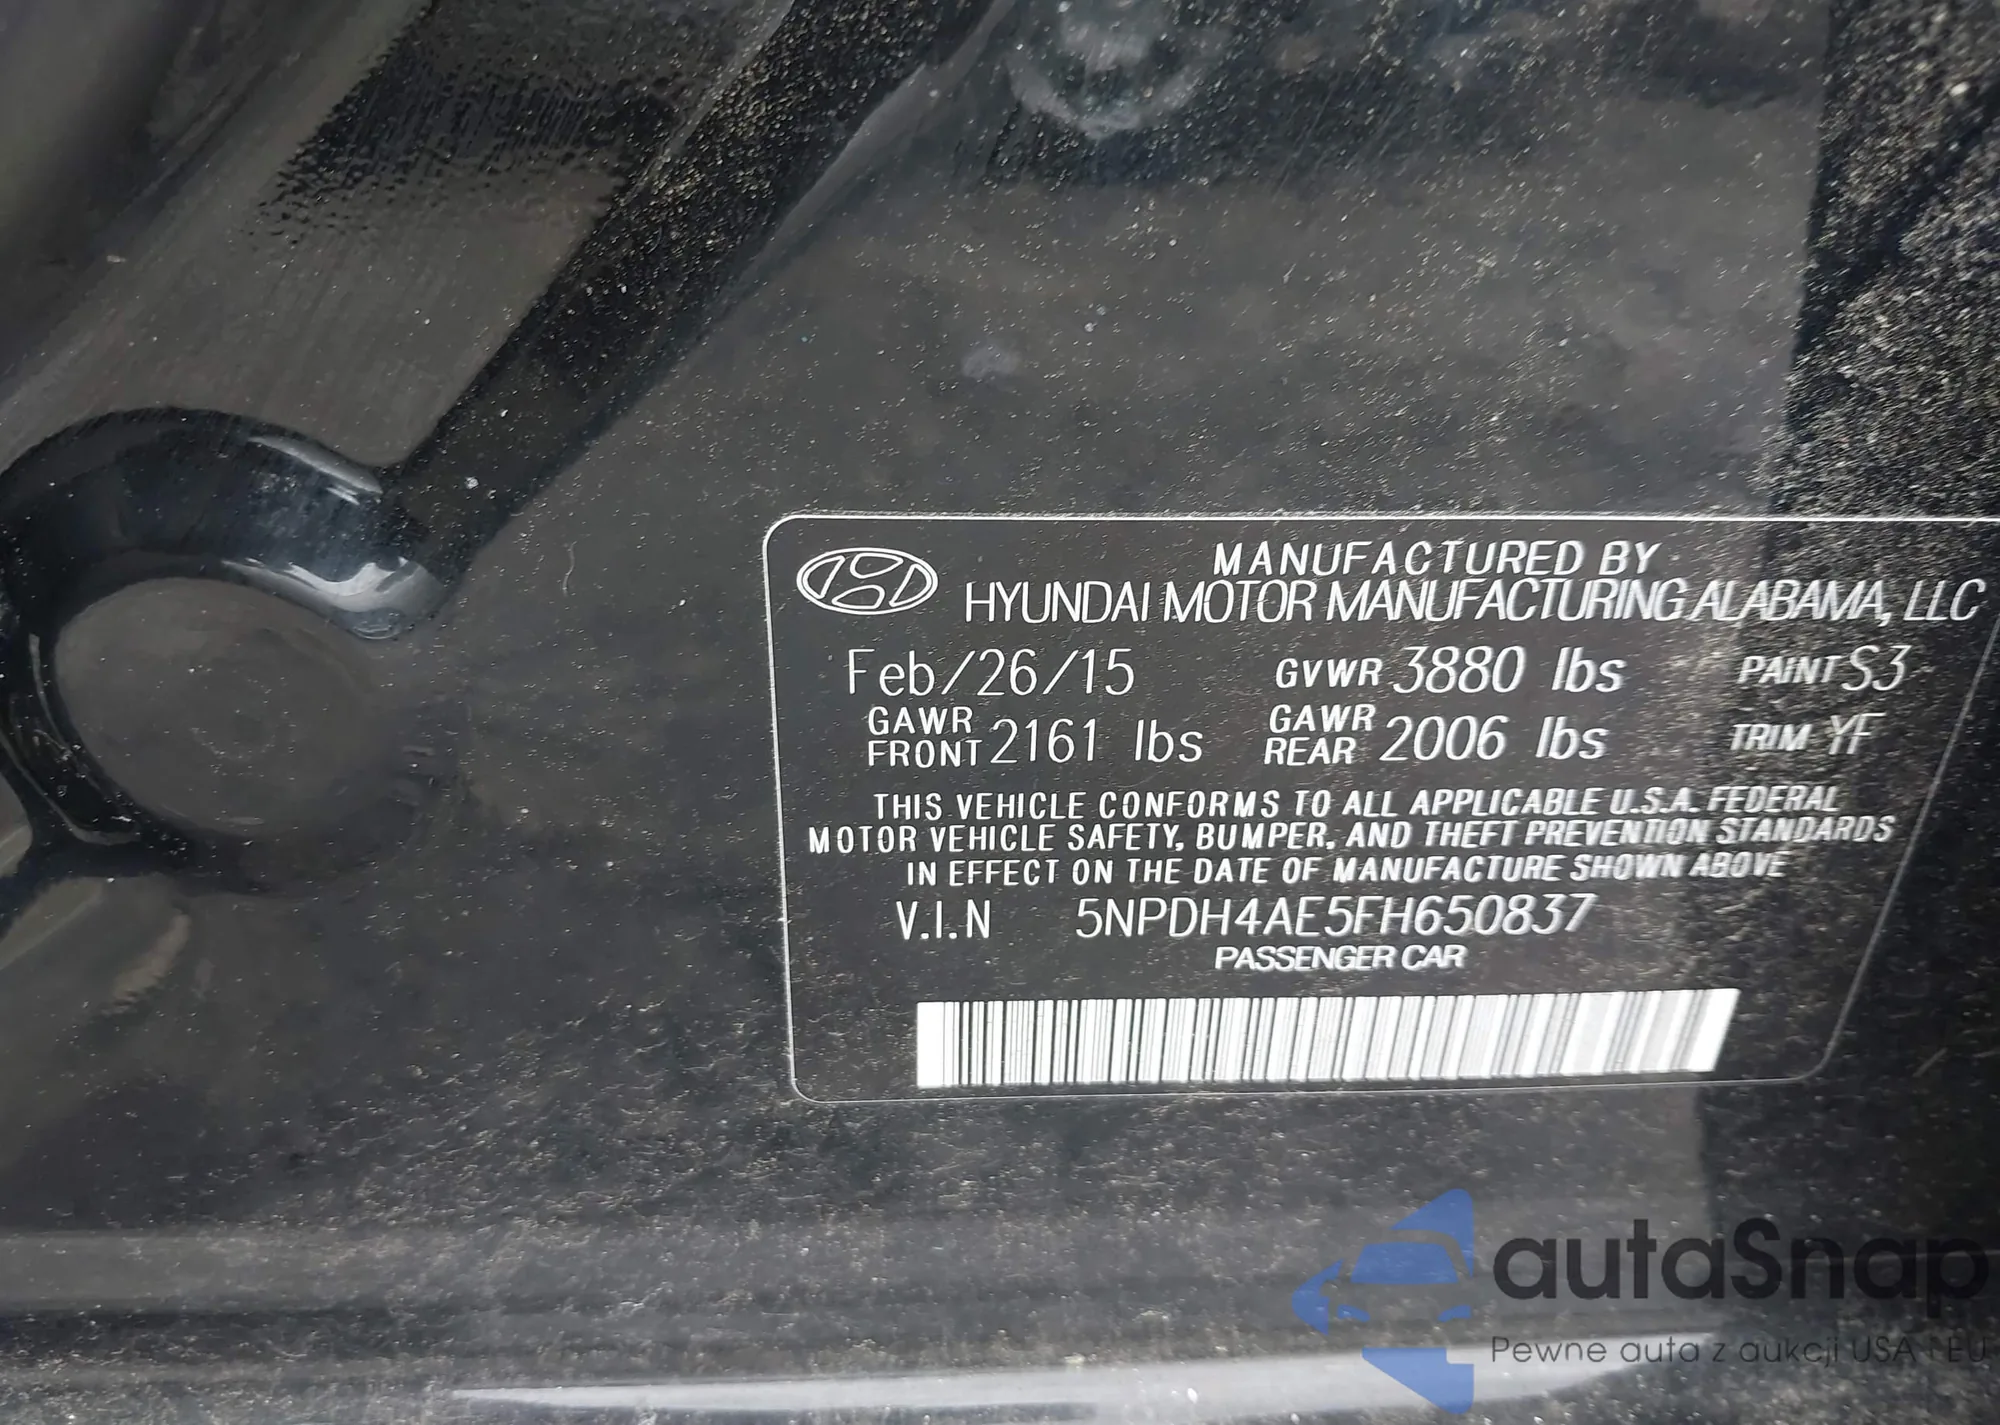 MANUFACTURED BY
HYUNDAI MOTOR MANUFACTURING ALABAMA, LLC
Feb/26/15 GVWR 3880 lbs PAINT S3
GAWR FRONT 2161 lbs GAWR REAR 2006 lbs TRIM YF
THIS VEHICLE CONFORMS TO ALL APPLICABLE U.S.A. FEDERAL
MOTOR VEHICLE SAFETY, BUMPER, AND THEFT PREVENTION STANDARDS
IN EFFECT ON THE DATE OF MANUFACTURE SHOWN ABOVE
V.I.N 5NPDH4AE5FH650837
PASSENGER CAR
autaSnap
Pewne auta z aukcji USA i EU